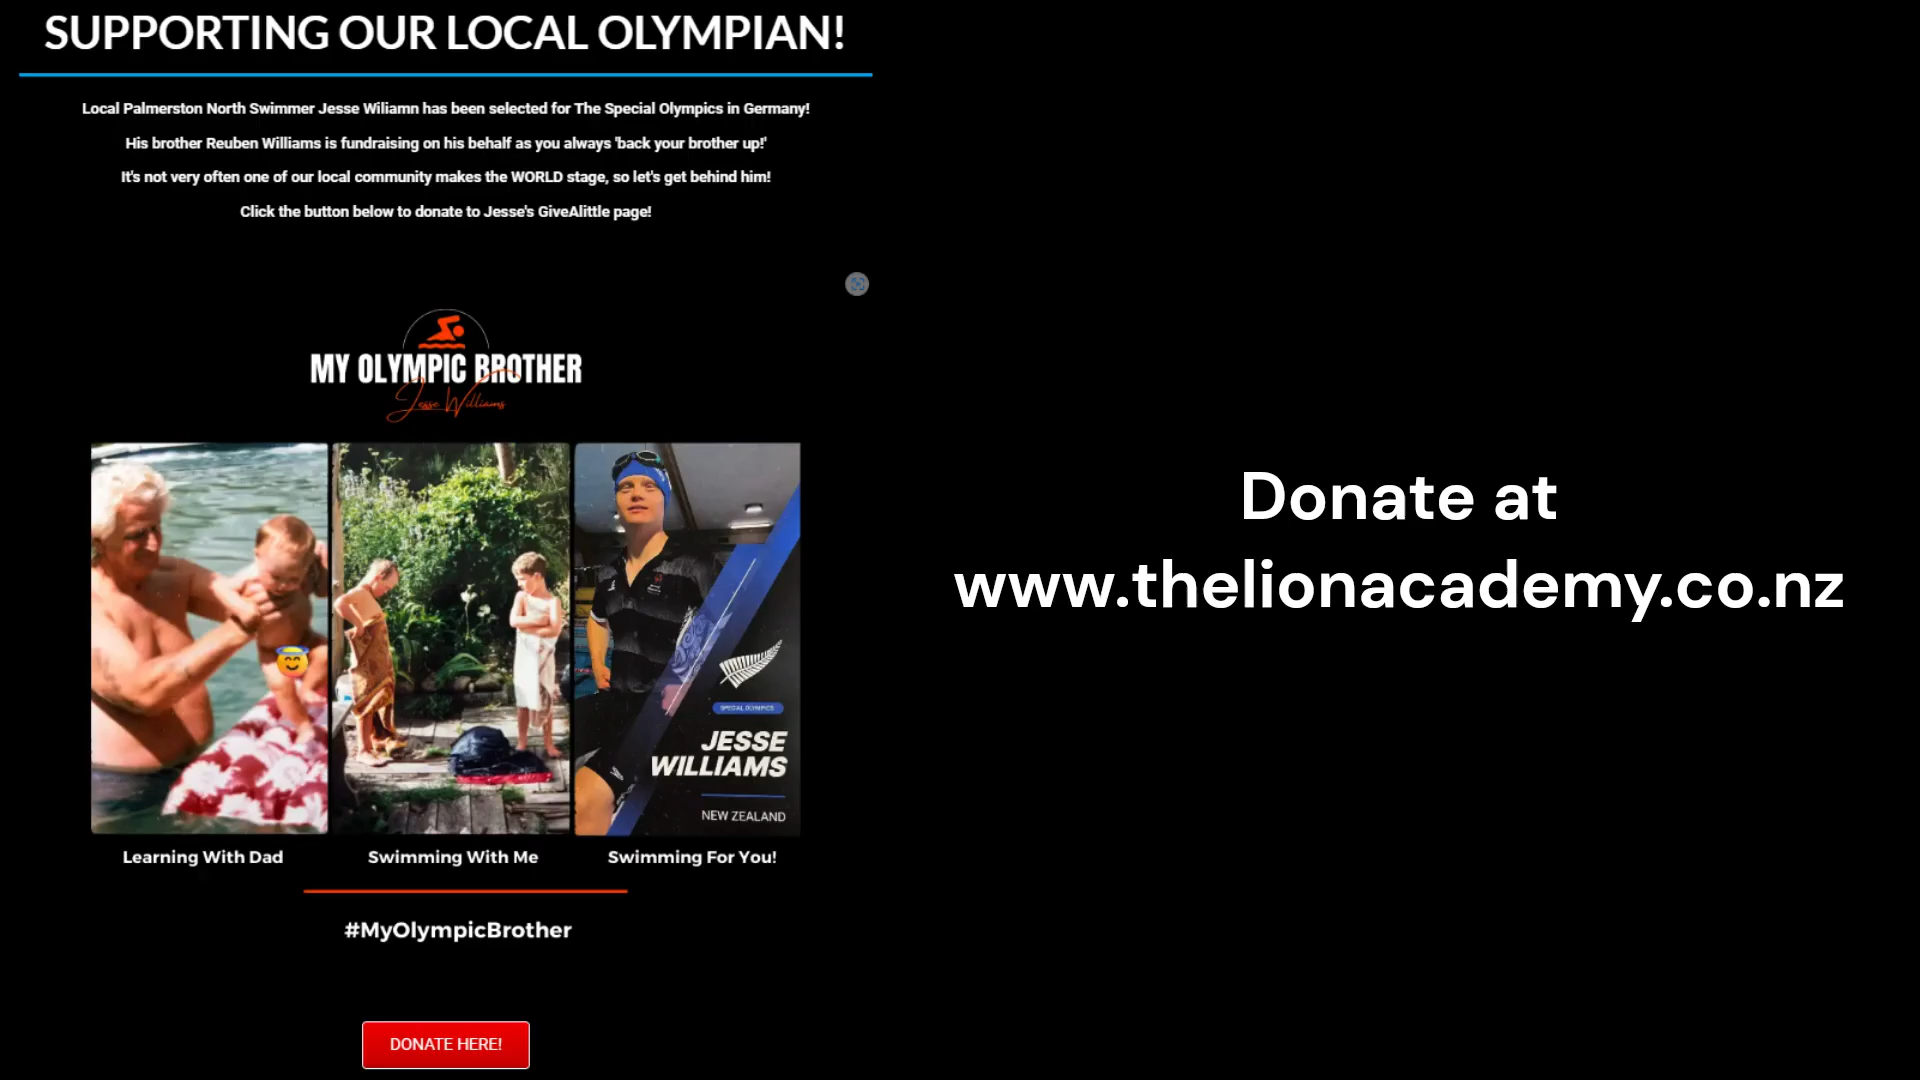 SUPPORTING OUR LOCAL OLYMPIAN!
Local Palmerston North Swimmer Jesse Wiliamn has been selected for The Special Olympics in Germany!
His brother Reuben Williams is fundraising on his behalf as you always 'back your brother up!'
It's not very often one of our local community makes the WORLD stage, so let's get behind him!
Click the button below to donate to Jesse's GiveAlittle page!
MY OLYMPIC BROTHER
Jesse Williams
SPECIAL OLYMPICS
JESSE
WILLIAMS
NEW ZEALAND
Learning With Dad
Swimming With Me
Swimming For You!
#MyOlympicBrother
DONATE HERE!
Donate at
www.thelionacademy.co.nz